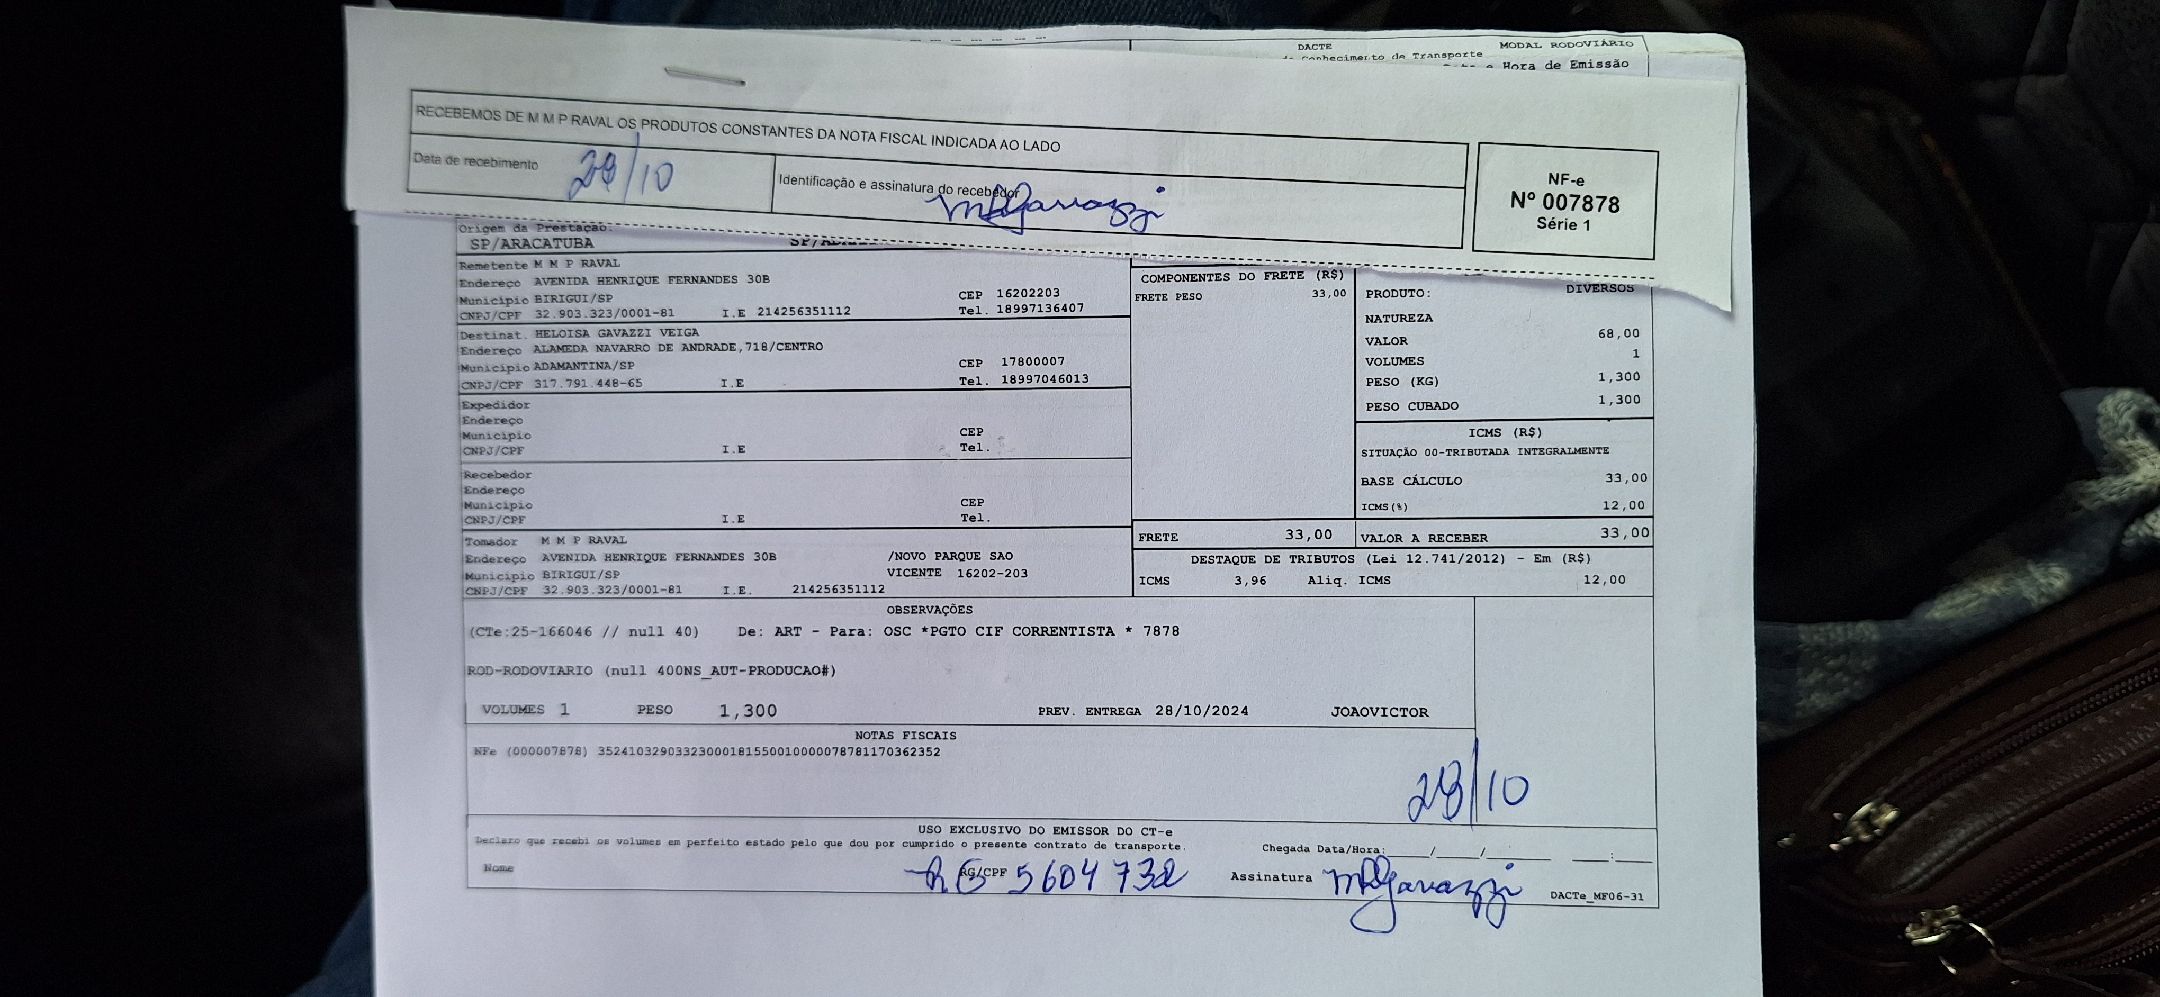 DACTE MODAL RODOVIÁRIO
Conhecimento de Transporte
Hora de Emissão
RECEBEMOS DE M M P RAVAL OS PRODUTOS CONSTANTES DA NOTA FISCAL INDICADA AO LADO
Data de recebimento 28/10
Identificação e assinatura do recebedor
NF-e
Nº 007878
Série 1
Origem da Prestação:
SP/ARACATUBA
Remetente M M P RAVAL
Endereço AVENIDA HENRIQUE FERNANDES 30B
Município BIRIGUI/SP CEP 16202203
CNPJ/CPF 32.903.323/0001-81 I.E 214256351112 Tel. 18997136407
Destinat. HELOISA GAVAZZI VEIGA
Endereço ALAMEDA NAVARRO DE ANDRADE,718/CENTRO
Município ADAMANTINA/SP CEP 17800007
CNPJ/CPF 317.791.448-65 I.E Tel. 18997046013
Expedidor
Endereço
Município CEP
CNPJ/CPF I.E Tel.
Recebedor
Endereço
Município CEP
CNPJ/CPF I.E Tel.
Tomador M M P RAVAL
Endereço AVENIDA HENRIQUE FERNANDES 30B /NOVO PARQUE SAO
Município BIRIGUI/SP VICENTE 16202-203
CNPJ/CPF 32.903.323/0001-81 I.E. 214256351112
COMPONENTES DO FRETE (R$)
FRETE PESO 33,00
PRODUTO: DIVERSOS
NATUREZA
VALOR 68,00
VOLUMES 1
PESO (KG) 1,300
PESO CUBADO 1,300
ICMS (R$)
SITUAÇÃO 00-TRIBUTADA INTEGRALMENTE
BASE CÁLCULO 33,00
ICMS(%) 12,00
FRETE 33,00 VALOR A RECEBER 33,00
DESTAQUE DE TRIBUTOS (Lei 12.741/2012) - Em (R$)
ICMS 3,96 Aliq. ICMS 12,00
OBSERVAÇÕES
(CTe:25-166046 // null 40) De: ART - Para: OSC *PGTO CIF CORRENTISTA * 7878
ROD-RODOVIARIO (null 400NS_AUT-PRODUCAO#)
VOLUMES 1 PESO 1,300 PREV. ENTREGA 28/10/2024 JOAOVICTOR
NOTAS FISCAIS
NFe (000007878) 35241032903323000181550010000078781170362352
28/10
USO EXCLUSIVO DO EMISSOR DO CT-e
Declaro que recebi os volumes em perfeito estado pelo que dou por cumprido o presente contrato de transporte. Chegada Data/Hora:____/____/______ ___:___
Nome RG/CPF RG 5604732 Assinatura MGavazzi DACTe_MF06-31